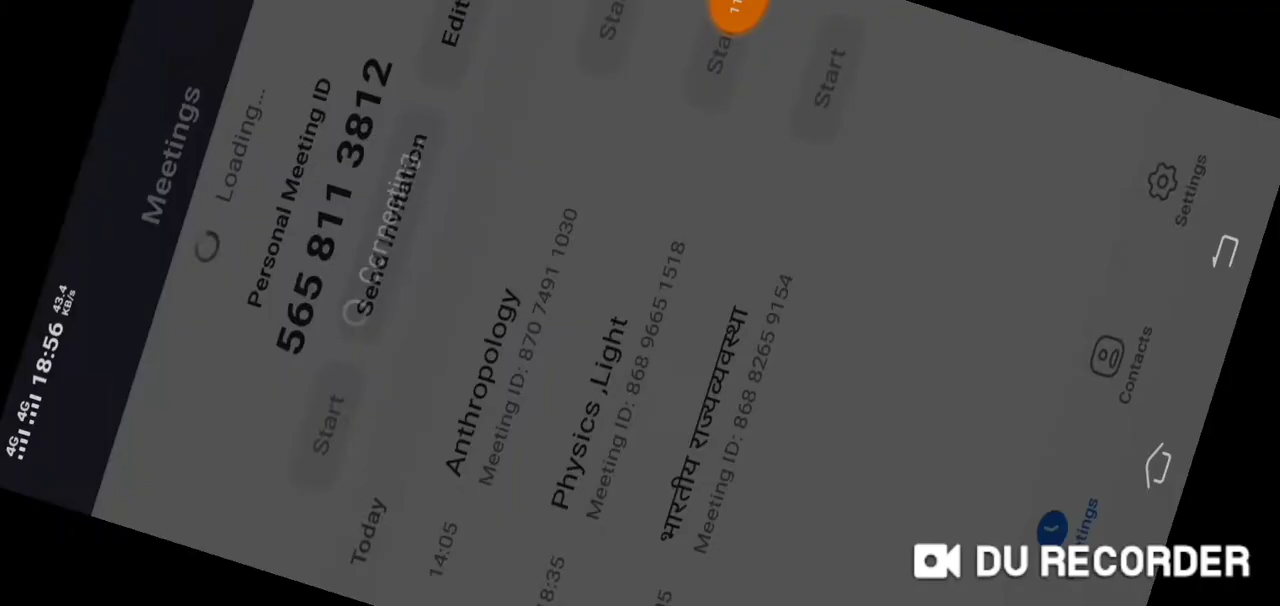 4G 4G 18:56 43.4 KB/s
Meetings
Loading...
Personal Meeting ID
565 811 3812
Start
Send Invitation
Connecting
Edit
Today
14:05
Anthropology
Meeting ID: 870 7491 1030
Physics ,Light
Meeting ID: 868 9665 1518
भारतीय राज्यव्यवस्था
Meeting ID: 868 8265 9154
Start
Contacts
Settings
DU RECORDER